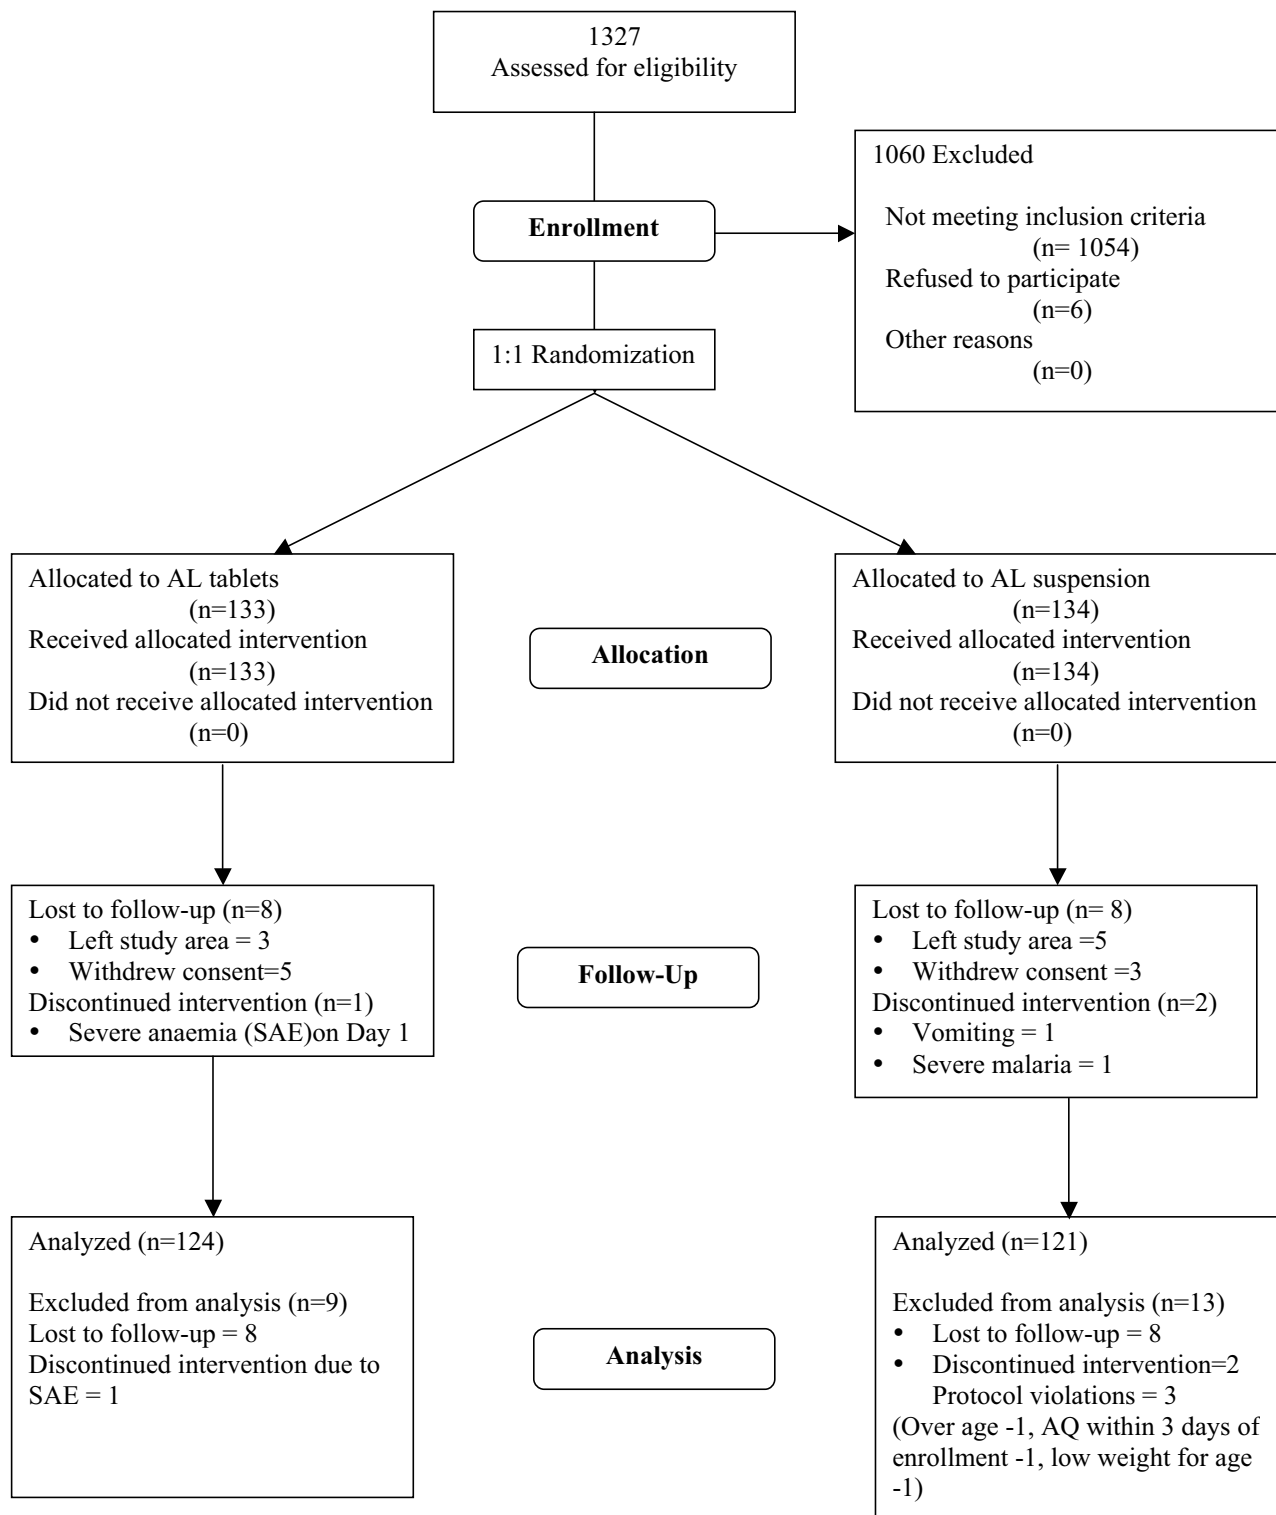 1327
Assessed for eligibility
1060 Excluded
Not meeting inclusion criteria
(n= 1054)
Refused to participate
(n=6)
Other reasons
(n=0)
Enrollment
1:1 Randomization
Allocated to AL tablets
(n=133)
Received allocated intervention
(n=133)
Did not receive allocated intervention
(n=0)
Allocation
Allocated to AL suspension
(n=134)
Received allocated intervention
(n=134)
Did not receive allocated intervention
(n=0)
Lost to follow-up (n=8)
• Left study area = 3
• Withdrew consent=5
Discontinued intervention (n=1)
• Severe anaemia (SAE)on Day 1
Follow-Up
Lost to follow-up (n= 8)
• Left study area =5
• Withdrew consent =3
Discontinued intervention (n=2)
• Vomiting = 1
• Severe malaria = 1
Analyzed (n=124)
Excluded from analysis (n=9)
Lost to follow-up = 8
Discontinued intervention due to
SAE = 1
Analysis
Analyzed (n=121)
Excluded from analysis (n=13)
• Lost to follow-up = 8
• Discontinued intervention=2
Protocol violations = 3
(Over age -1, AQ within 3 days of
enrollment -1, low weight for age
-1)